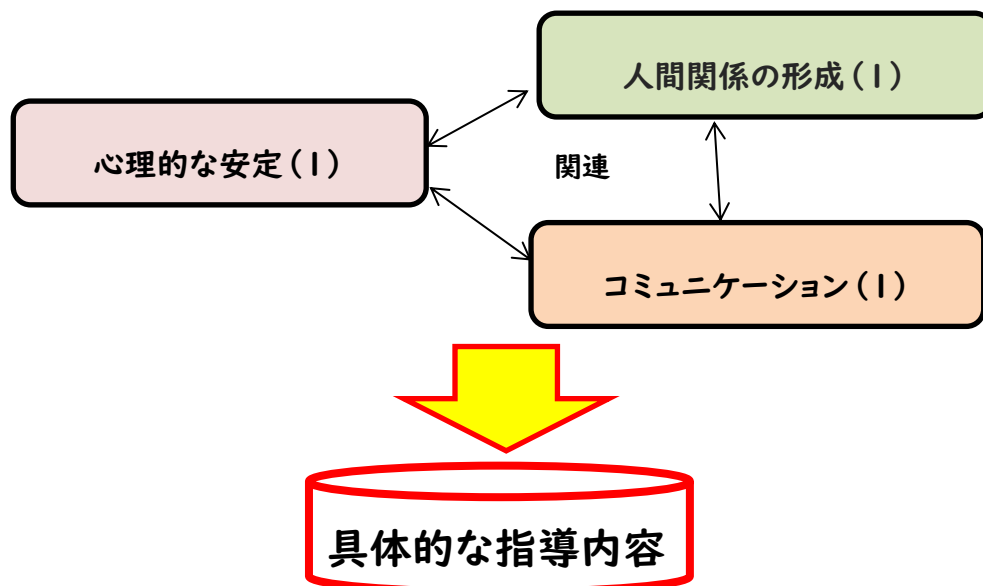 人間関係の形成(1)
心理的な安定(1)
関連
コミュニケーション(1)
具体的な指導内容